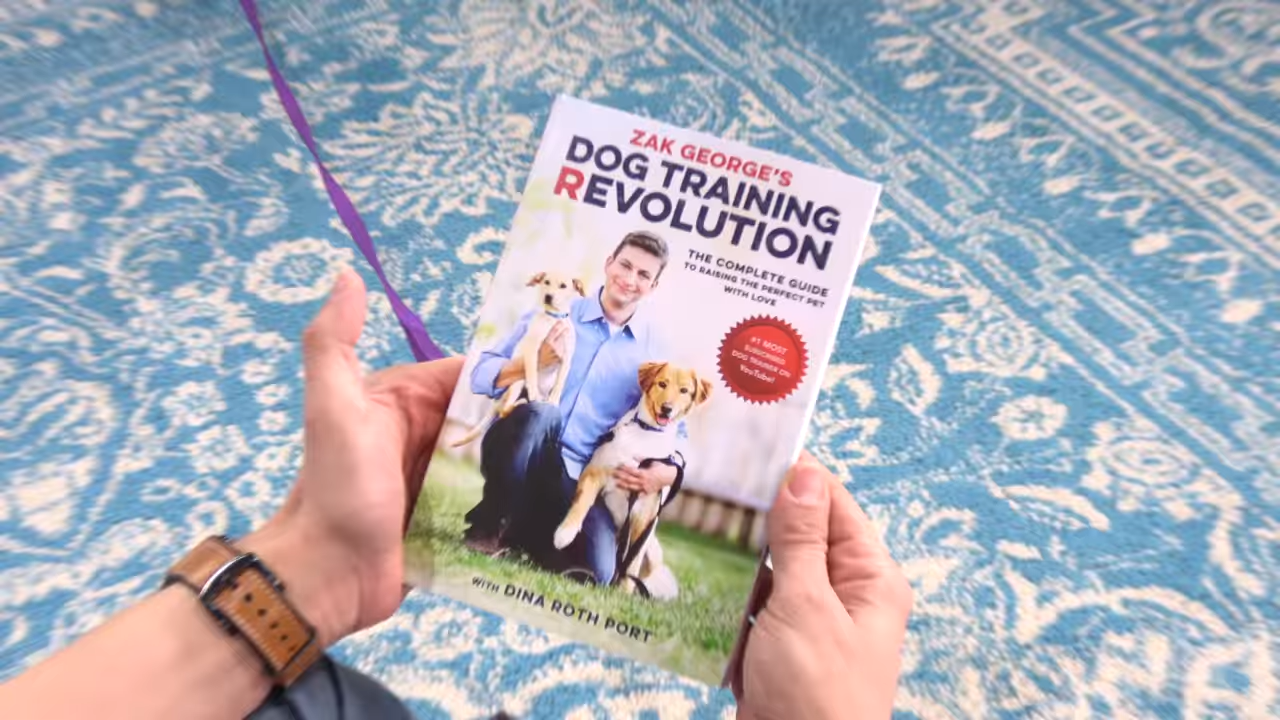 ZAK GEORGE'S
DOG TRAINING
REVOLUTION
THE COMPLETE GUIDE
TO RAISING THE PERFECT PET
WITH LOVE
#1 MOST
SUBSCRIBED
DOG TRAINER ON
YouTube!
WITH DINA ROTH PORT